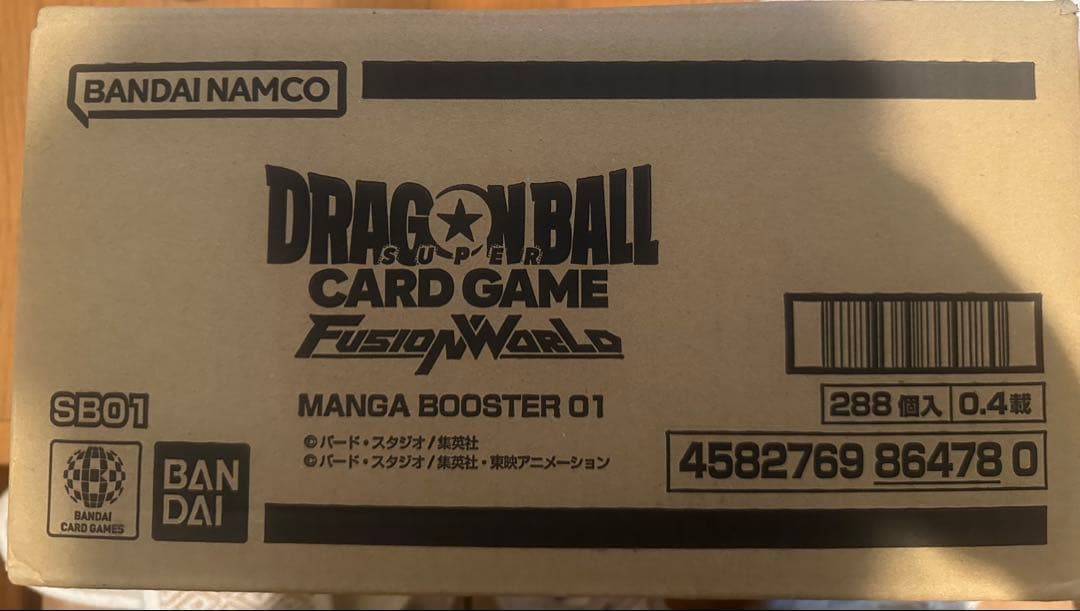 BANDAI NAMCO
DRAGON BALL
SUPER
CARD GAME
FUSION WORLD
MANGA BOOSTER 01
SB01
288 個入 0.4 載
©バード・スタジオ/集英社
©バード・スタジオ/集英社・東映アニメーション
4582769 86478 0
BANDAI
CARD GAMES
BAN
DAI